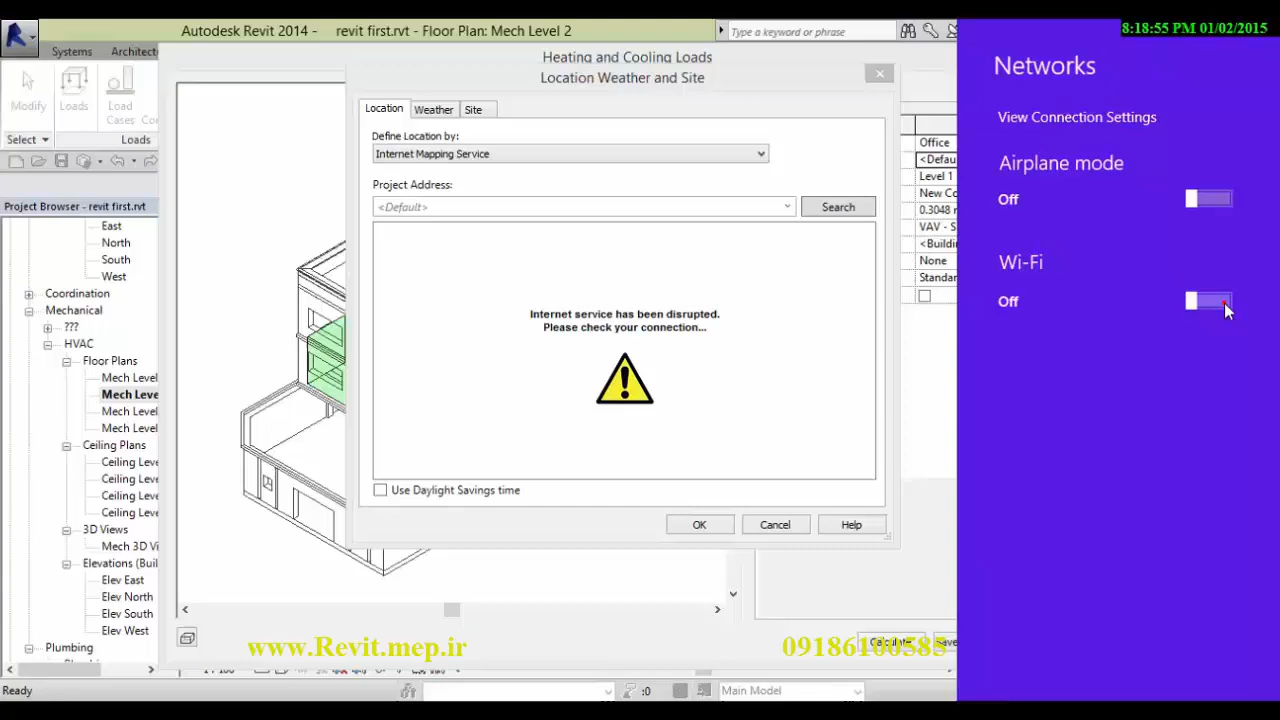 Autodesk Revit 2014 - revit first.rvt - Floor Plan: Mech Level 2
Type a keyword or phrase
8:18:55 PM 01/02/2015
Systems
Modify
Loads
Load
Cases
Select
Loads
Project Browser - revit first.rvt
East
North
South
West
Coordination
Mechanical
???
HVAC
Floor Plans
Mech Level
Mech Leve
Mech Level
Mech Level
Ceiling Plans
Ceiling Leve
Ceiling Leve
Ceiling Leve
Ceiling Leve
3D Views
Mech 3D Vi
Elevations (Buil
Elev East
Elev North
Elev South
Elev West
Plumbing
Ready
Heating and Cooling Loads
Location Weather and Site
Location
Weather
Site
Define Location by:
Internet Mapping Service
Project Address:
<Default>
Search
Internet service has been disrupted.
Please check your connection...
Use Daylight Savings time
OK
Cancel
Help
Office
<Defau
Level 1
New Co
0.3048
VAV - S
<Buildin
None
Standar
www.Revit.mep.ir
09186100585
Calculate
:0
Main Model
Networks
View Connection Settings
Airplane mode
Off
Wi-Fi
Off